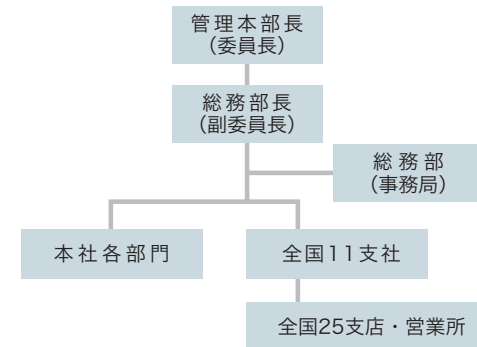 管理本部長
（委員長）
総務部長
（副委員長）
総務部
（事務局）
本社各部門
全国11支社
全国25支店・営業所